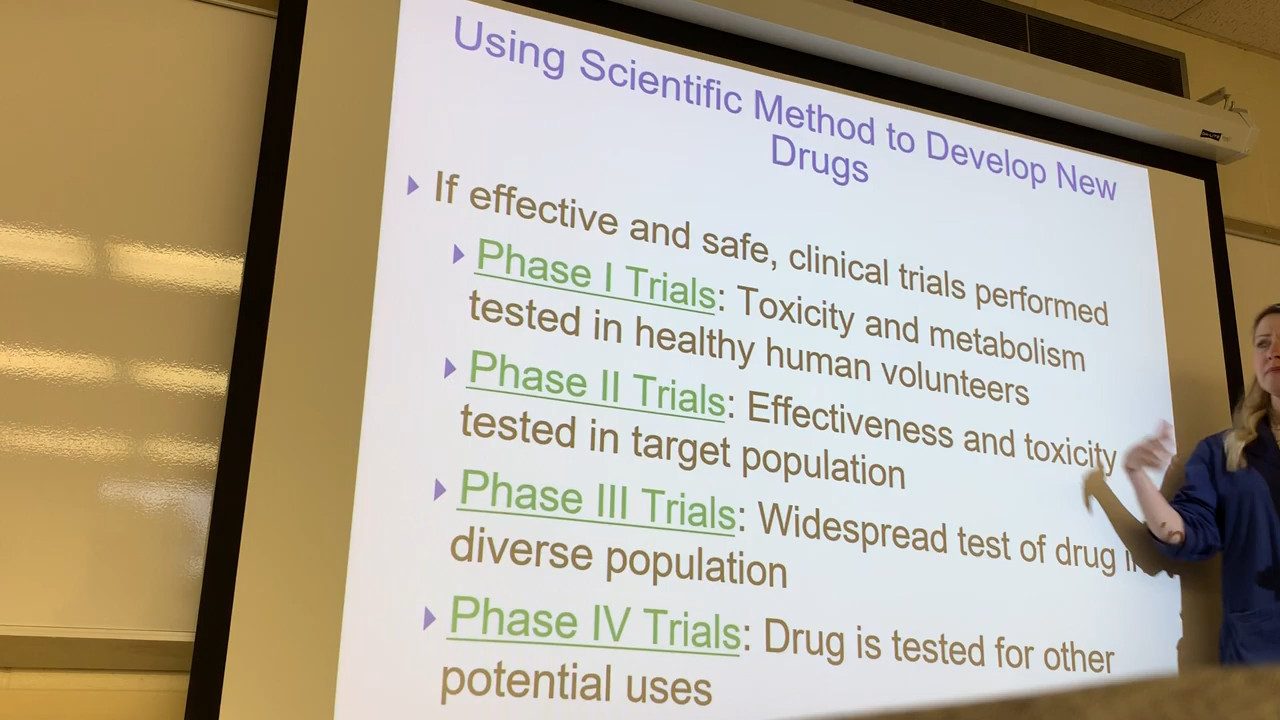 Using Scientific Method to Develop New
Drugs
If effective and safe, clinical trials performed
Phase I Trials: Toxicity and metabolism
tested in healthy human volunteers
Phase II Trials: Effectiveness and toxicity
tested in target population
Phase III Trials: Widespread test of drug
diverse population
Phase IV Trials: Drug is tested for other
potential uses
DA-LITE